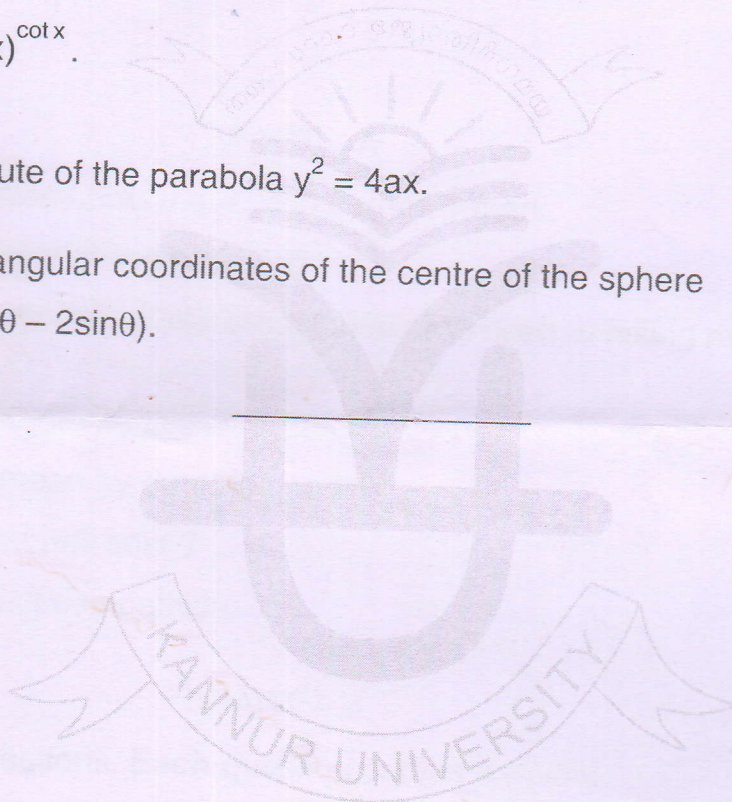 )^cot x .
ute of the parabola y² = 4ax.
angular coordinates of the centre of the sphere
θ – 2sinθ).
KANNUR UNIVERSITY